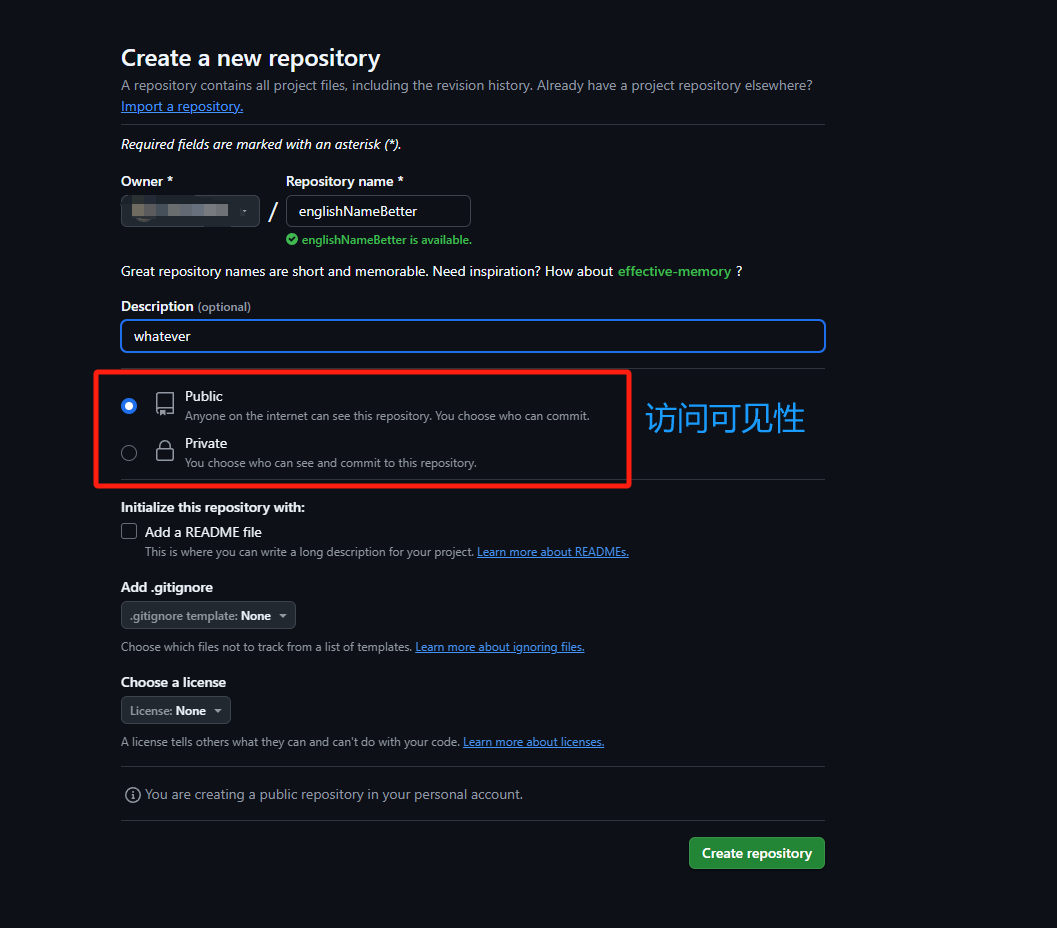 Create a new repository
A repository contains all project files, including the revision history. Already have a project repository elsewhere?
Import a repository.
Required fields are marked with an asterisk (*).
Owner *
Repository name *
/
englishNameBetter
englishNameBetter is available.
Great repository names are short and memorable. Need inspiration? How about effective-memory ?
Description (optional)
whatever
Public
Anyone on the internet can see this repository. You choose who can commit.
访问可见性
Private
You choose who can see and commit to this repository.
Initialize this repository with:
Add a README file
This is where you can write a long description for your project. Learn more about READMEs.
Add .gitignore
.gitignore template: None
Choose which files not to track from a list of templates. Learn more about ignoring files.
Choose a license
License: None
A license tells others what they can and can't do with your code. Learn more about licenses.
You are creating a public repository in your personal account.
Create repository